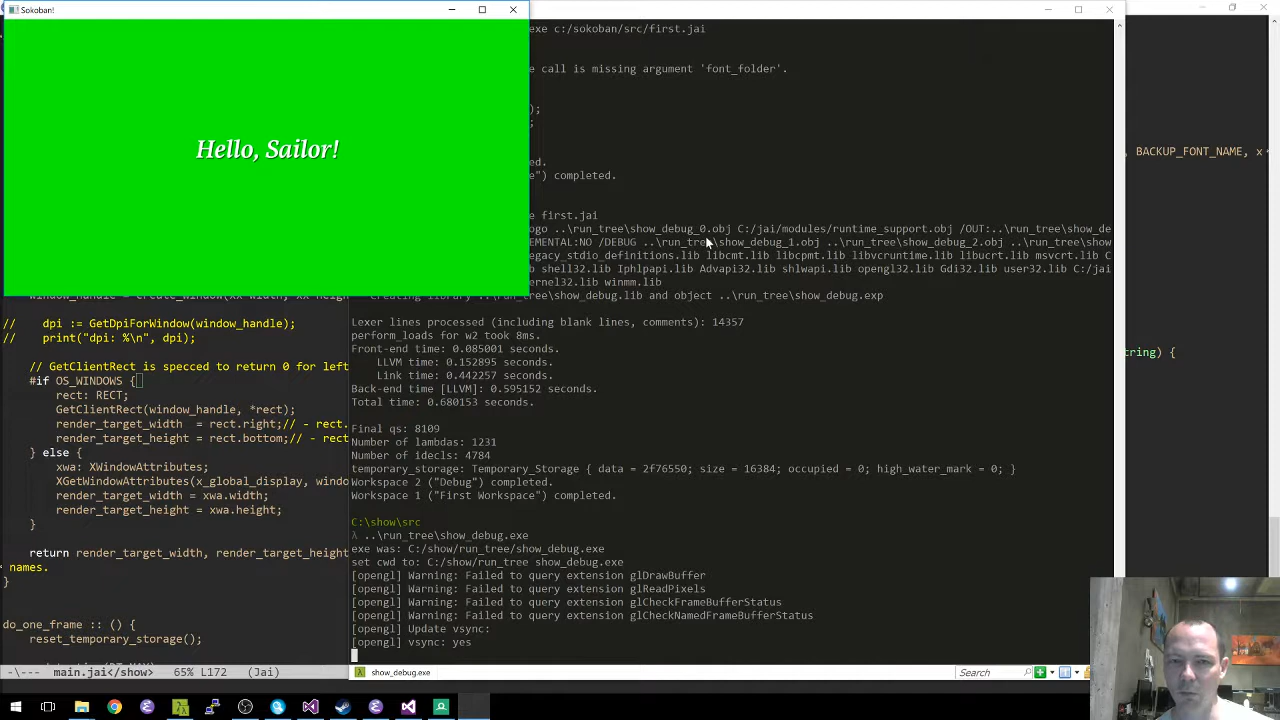 Sokoban!
Hello, Sailor!
exe c:/sokoban/src/first.jai
e call is missing argument 'font_folder'.
);
;
ed.
e") completed.
e first.jai
ogo ..\run_tree\show_debug_0.obj C:/jai/modules/runtime_support.obj /OUT:..\run_tree\show_de
EMENTAL:NO /DEBUG ..\run_tree\show_debug_1.obj ..\run_tree\show_debug_2.obj ..\run_tree\show
egacy_stdio_definitions.lib libcmt.lib libcpmt.lib libvcruntime.lib libucrt.lib msvcrt.lib C
d shell32.lib Iphlpapi.lib Advapi32.lib shlwapi.lib opengl32.lib Gdi32.lib user32.lib C:/jai
ernel32.lib winmm.lib
Creating library ..\run_tree\show_debug.lib and object ..\run_tree\show_debug.exp
Lexer lines processed (including blank lines, comments): 14357
perform_loads for w2 took 8ms.
Front-end time: 0.085001 seconds.
LLVM time: 0.152895 seconds.
Link time: 0.442257 seconds.
Back-end time [LLVM]: 0.595152 seconds.
Total time: 0.680153 seconds.
Final qs: 8109
Number of lambdas: 1231
Number of idecls: 4784
temporary_storage: Temporary_Storage { data = 2f76550; size = 16384; occupied = 0; high_water_mark = 0; }
Workspace 2 ("Debug") completed.
Workspace 1 ("First Workspace") completed.
C:\show\src
λ ..\run_tree\show_debug.exe
exe was: C:/show/run_tree/show_debug.exe
set cwd to: C:/show/run_tree show_debug.exe
[opengl] Warning: Failed to query extension glDrawBuffer
[opengl] Warning: Failed to query extension glReadPixels
[opengl] Warning: Failed to query extension glCheckFrameBufferStatus
[opengl] Warning: Failed to query extension glCheckNamedFrameBufferStatus
[opengl] Update vsync:
[opengl] vsync: yes
show_debug.exe
Search
// dpi := GetDpiForWindow(window_handle);
// print("dpi: %\n", dpi);
// GetClientRect is specced to return 0 for left
#if OS_WINDOWS {
rect: RECT;
GetClientRect(window_handle, *rect);
render_target_width = rect.right;// - rect.
render_target_height = rect.bottom;// - rect
} else {
xwa: XWindowAttributes;
XGetWindowAttributes(x_global_display, windo
render_target_width = xwa.width;
render_target_height = xwa.height;
}
return render_target_width, render_target_height
names.
}
do_one_frame :: () {
reset_temporary_storage();
-\--- main.jai</show> 65% L172 (Jai)
, BACKUP_FONT_NAME, x
tring) {